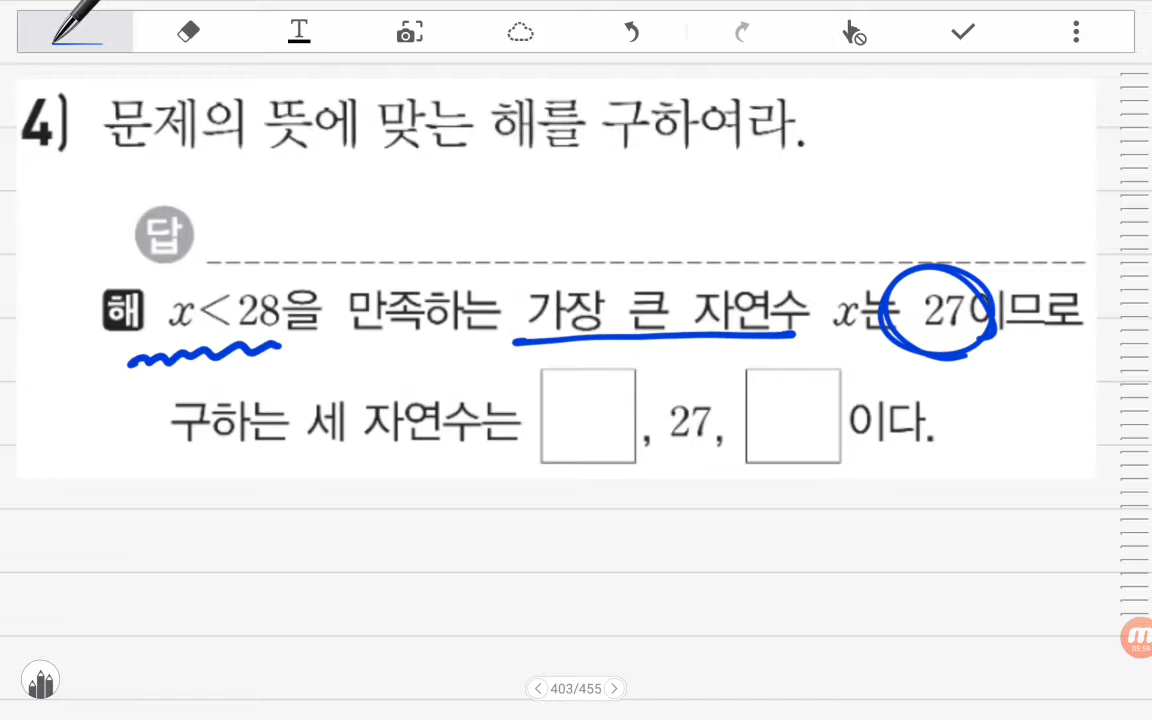 T
4) 문제의 뜻에 맞는 해를 구하여라.
답
해 x<28을 만족하는 가장 큰 자연수 x는 27이므로
구하는 세 자연수는 , 27, 이다.
403/455
05:59